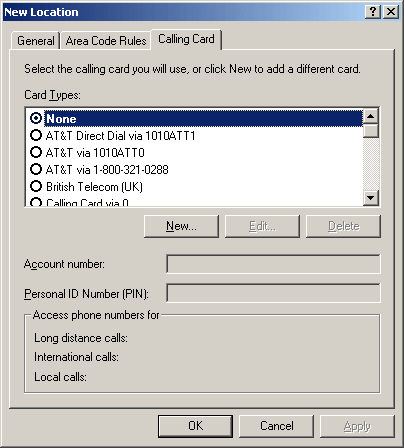 New Location
General Area Code Rules Calling Card
Select the calling card you will use, or click New to add a different card.
Card Types:
None
AT&T Direct Dial via 1010ATT1
AT&T via 1010ATT0
AT&T via 1-800-321-0288
British Telecom (UK)
Calling Card via 0
New... Edit... Delete
Account number:
Personal ID Number (PIN):
Access phone numbers for
Long distance calls:
International calls:
Local calls:
OK Cancel Apply